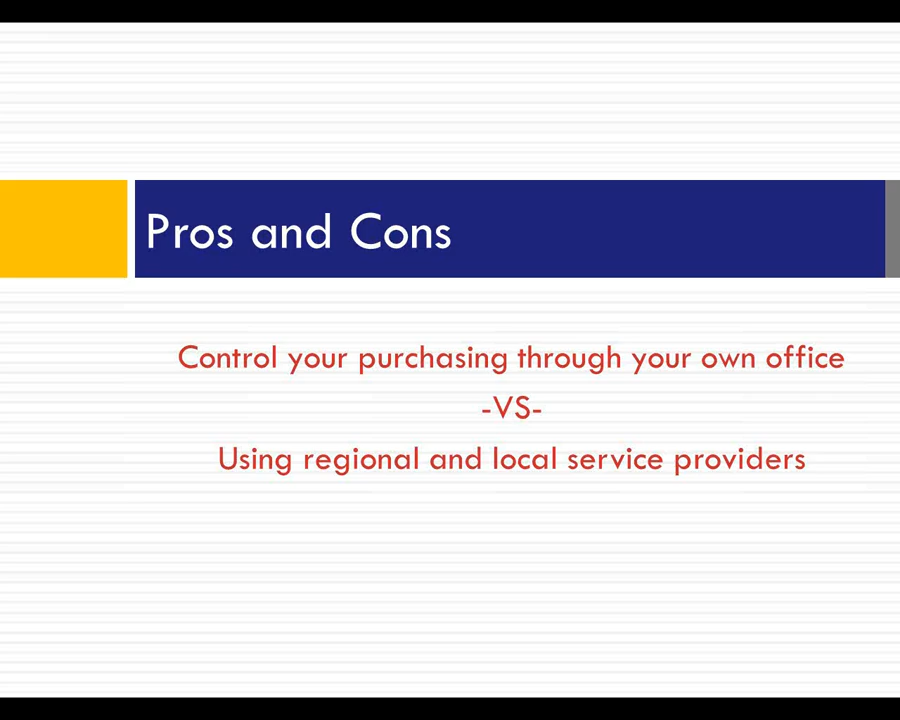 Pros and Cons
Control your purchasing through your own office
-VS-
Using regional and local service providers